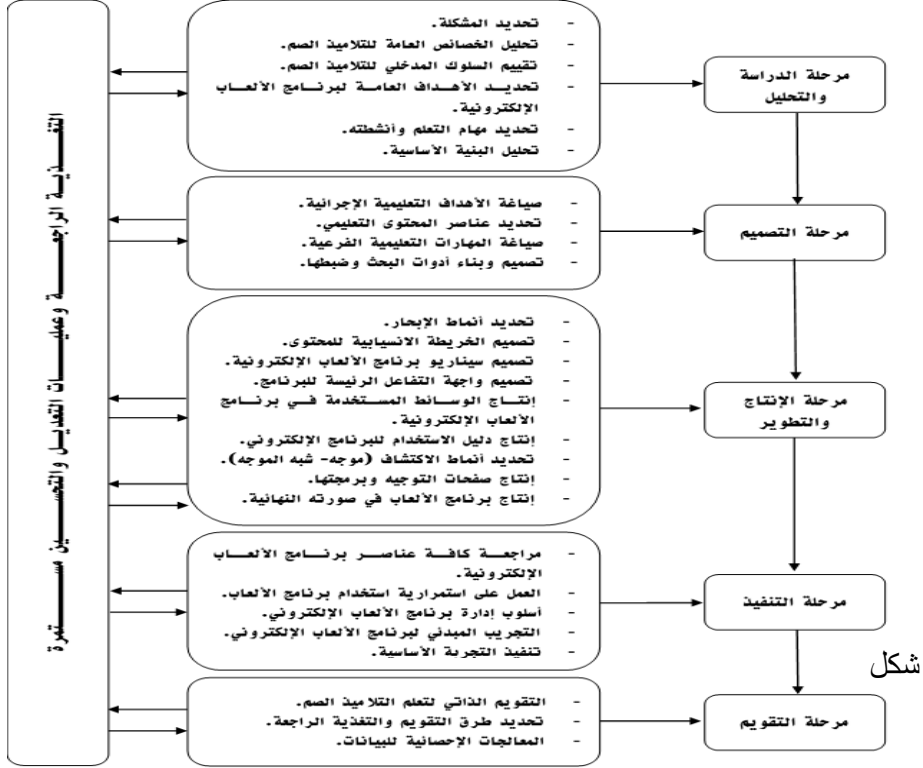 مرحلة الدراسة
والتحليل
- تحديد المشكلة.
- تحليل الخصائص العامة للتلاميذ الصم.
- تقييم السلوك المدخلي للتلاميذ الصم.
- تحديد الأهداف العامة لبرنامج الألعاب
الإلكترونية.
- تحديد مهام التعلم وأنشطته.
- تحليل البنية الأساسية.
مرحلة التصميم
- صياغة الأهداف التعليمية الإجرائية.
- تحديد عناصر المحتوى التعليمي.
- صياغة المهارات التعليمية الفرعية.
- تصميم وبناء أدوات البحث وضبطها.
مرحلة الإنتاج
والتطوير
- تحديد أنماط الإبحار.
- تصميم الخريطة الانسيابية للمحتوى.
- تصميم سيناريو برنامج الألعاب الإلكترونية.
- تصميم واجهة التفاعل الرئيسة للبرنامج.
- إنتاج الوسائط المستخدمة في برنامج
الألعاب الإلكترونية.
- إنتاج دليل الاستخدام للبرنامج الإلكتروني.
- تحديد أنماط الاكتشاف (موجه- شبه الموجه).
- إنتاج صفحات التوجيه وبرمجتها.
- إنتاج برنامج الألعاب في صورته النهائية.
مرحلة التنفيذ
- مراجعة كافة عناصر برنامج الألعاب
الإلكترونية.
- العمل على استمرارية استخدام برنامج الألعاب.
- أسلوب إدارة برنامج الألعاب الإلكتروني.
- التجريب المبدئي لبرنامج الألعاب الإلكتروني.
- تنفيذ التجربة الأساسية.
شكل
مرحلة التقويم
- التقويم الذاتي لتعلم التلاميذ الصم.
- تحديد طرق التقويم والتغذية الراجعة.
- المعالجات الإحصائية للبيانات.
التغذية الراجعة وعمليات التعديل والتحسين مستمرة